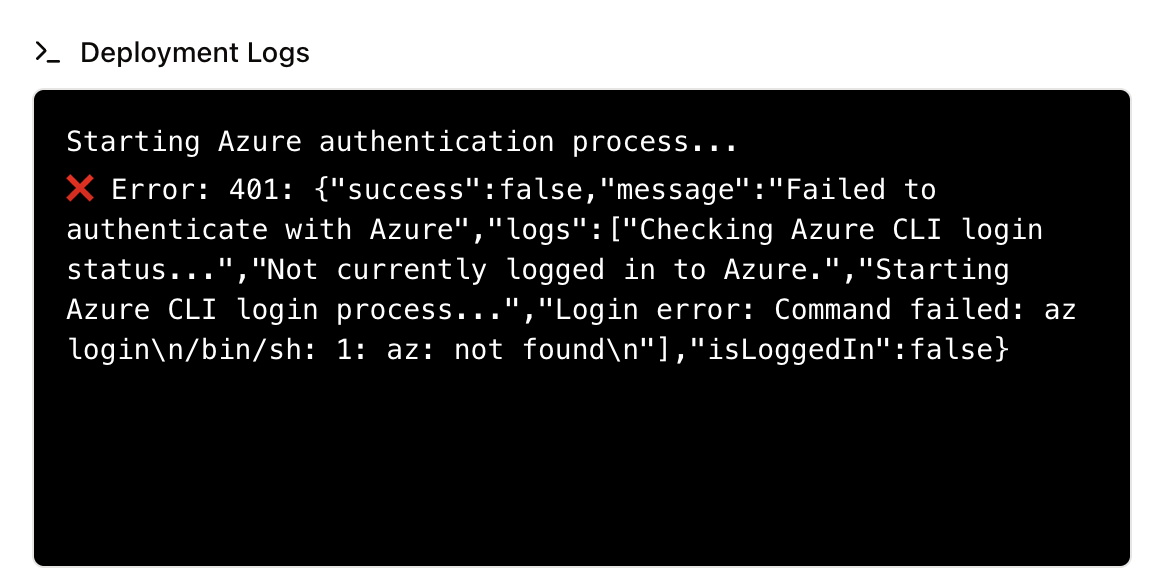 >_ Deployment Logs
Starting Azure authentication process...
❌ Error: 401: {"success":false,"message":"Failed to
authenticate with Azure","logs":["Checking Azure CLI login
status...","Not currently logged in to Azure.","Starting
Azure CLI login process...","Login error: Command failed: az
login\n/bin/sh: 1: az: not found\n"],"isLoggedIn":false}